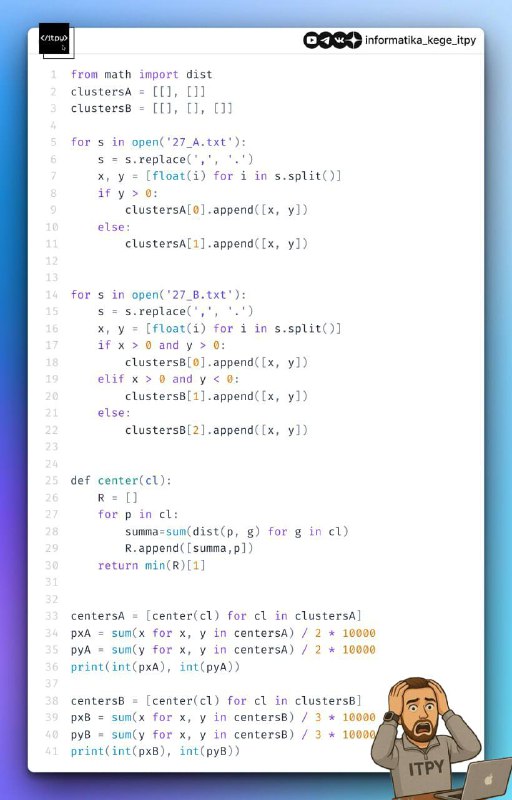 </itpy>
informatika_kege_itpy
1 from math import dist
2 clustersA = [[], []]
3 clustersB = [[], [], []]
4
5 for s in open('27_A.txt'):
6     s = s.replace(',', '.')
7     x, y = [float(i) for i in s.split()]
8     if y > 0:
9         clustersA[0].append([x, y])
10     else:
11         clustersA[1].append([x, y])
12
13
14 for s in open('27_B.txt'):
15     s = s.replace(',', '.')
16     x, y = [float(i) for i in s.split()]
17     if x > 0 and y > 0:
18         clustersB[0].append([x, y])
19     elif x > 0 and y < 0:
20         clustersB[1].append([x, y])
21     else:
22         clustersB[2].append([x, y])
23
24
25 def center(cl):
26     R = []
27     for p in cl:
28         summa=sum(dist(p, g) for g in cl)
29         R.append([summa,p])
30     return min(R)[1]
31
32
33 centersA = [center(cl) for cl in clustersA]
34 pxA = sum(x for x, y in centersA) / 2 * 10000
35 pyA = sum(y for x, y in centersA) / 2 * 10000
36 print(int(pxA), int(pyA))
37
38 centersB = [center(cl) for cl in clustersB]
39 pxB = sum(x for x, y in centersB) / 3 * 10000
40 pyB = sum(y for x, y in centersB) / 3 * 10000
41 print(int(pxB), int(pyB))
ITPY